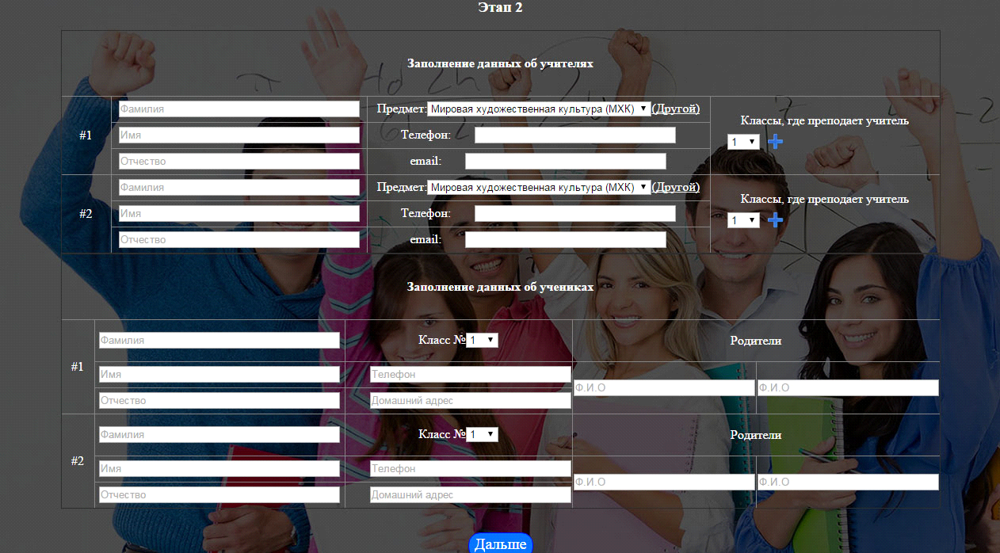 Этап 2
Заполнение данных об учителях
#1
Фамилия
Имя
Отчество
Предмет: Мировая художественная культура (МХК) (Другой)
Телефон:
email:
Классы, где преподает учитель
1
#2
Фамилия
Имя
Отчество
Предмет: Мировая художественная культура (МХК) (Другой)
Телефон:
email:
Классы, где преподает учитель
1
Заполнение данных об учениках
#1
Фамилия
Имя
Отчество
Класс № 1
Телефон
Домашний адрес
Родители
Ф.И.О Ф.И.О
#2
Фамилия
Имя
Отчество
Класс № 1
Телефон
Домашний адрес
Родители
Ф.И.О Ф.И.О
Дальше